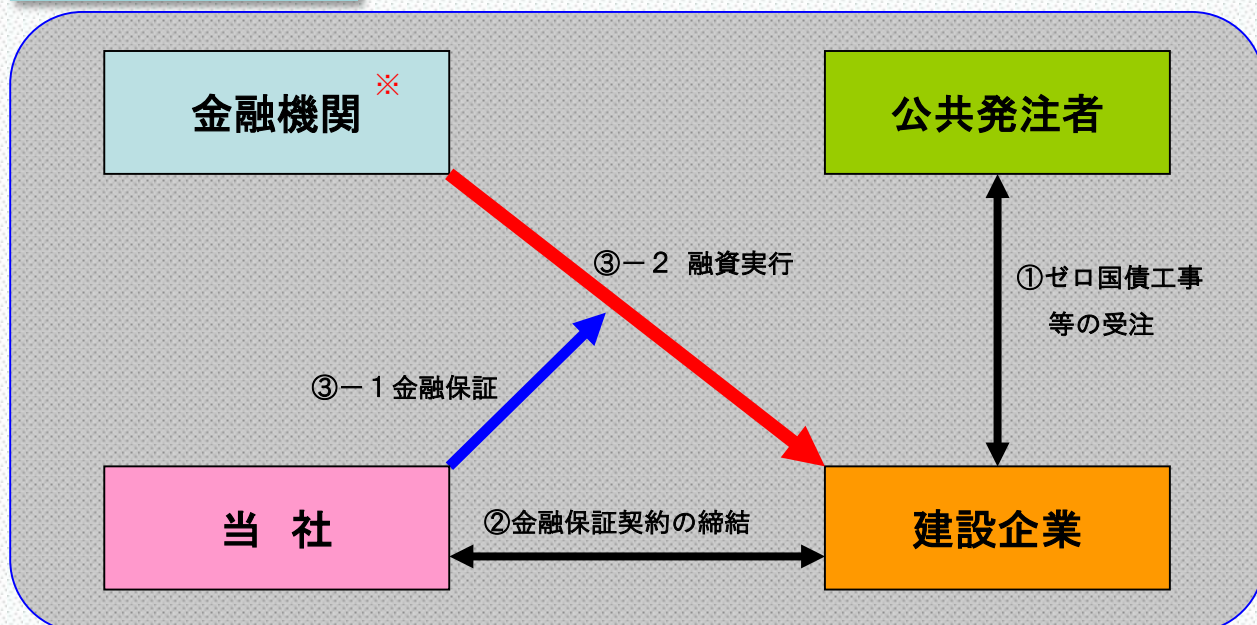 金融機関 ※
公共発注者
③－２ 融資実行
①ゼロ国債工事
等の受注
③－１金融保証
当 社
②金融保証契約の締結
建設企業